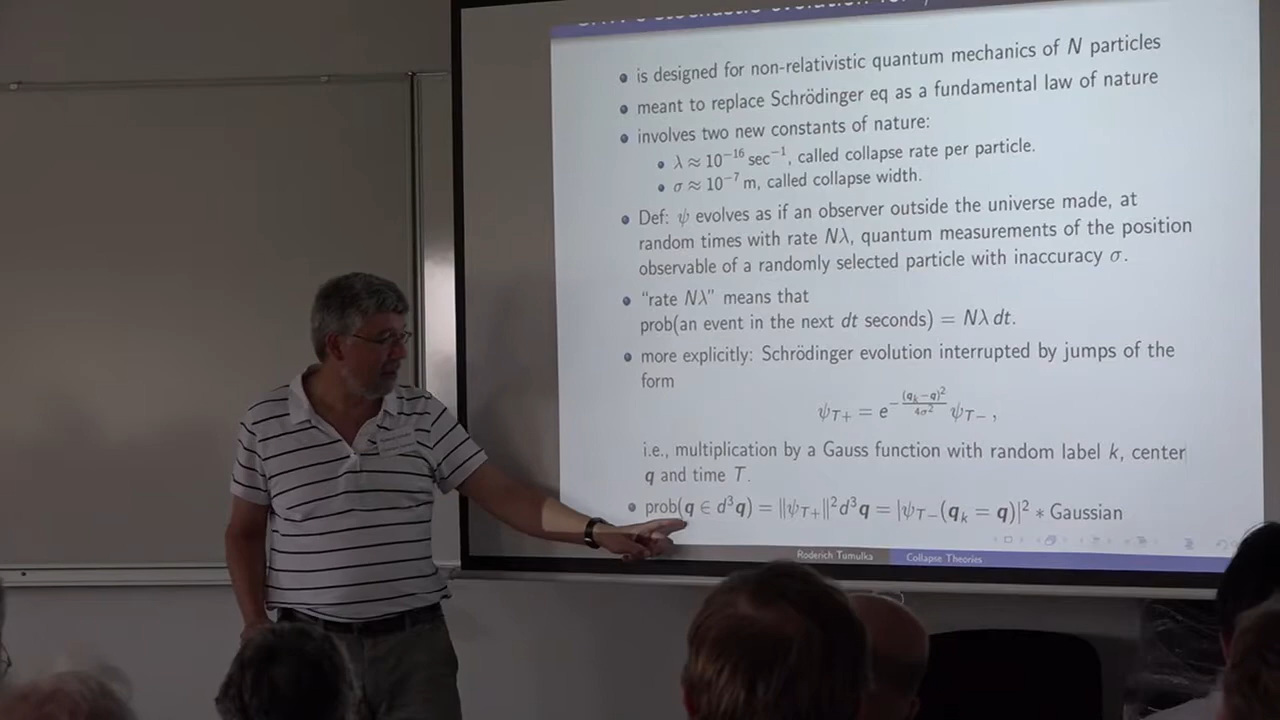 is designed for non-relativistic quantum mechanics of N particles
meant to replace Schrödinger eq as a fundamental law of nature
involves two new constants of nature:
λ ≈ 10⁻¹⁶ sec⁻¹, called collapse rate per particle.
σ ≈ 10⁻⁷ m, called collapse width.
Def: ψ evolves as if an observer outside the universe made, at
random times with rate Nλ, quantum measurements of the position
observable of a randomly selected particle with inaccuracy σ.
“rate Nλ” means that
prob(an event in the next dt seconds) = Nλ dt.
more explicitly: Schrödinger evolution interrupted by jumps of the
form
ψ_{T+} = e^{-(q_k−q)²/4σ²} ψ_{T−} ,
i.e., multiplication by a Gauss function with random label k, center
q and time T.
prob(q ∈ d³q) = ‖ψ_{T+}‖² d³q = |ψ_{T−}(q_k = q)|² ∗ Gaussian
Roderich Tumulka Collapse Theories